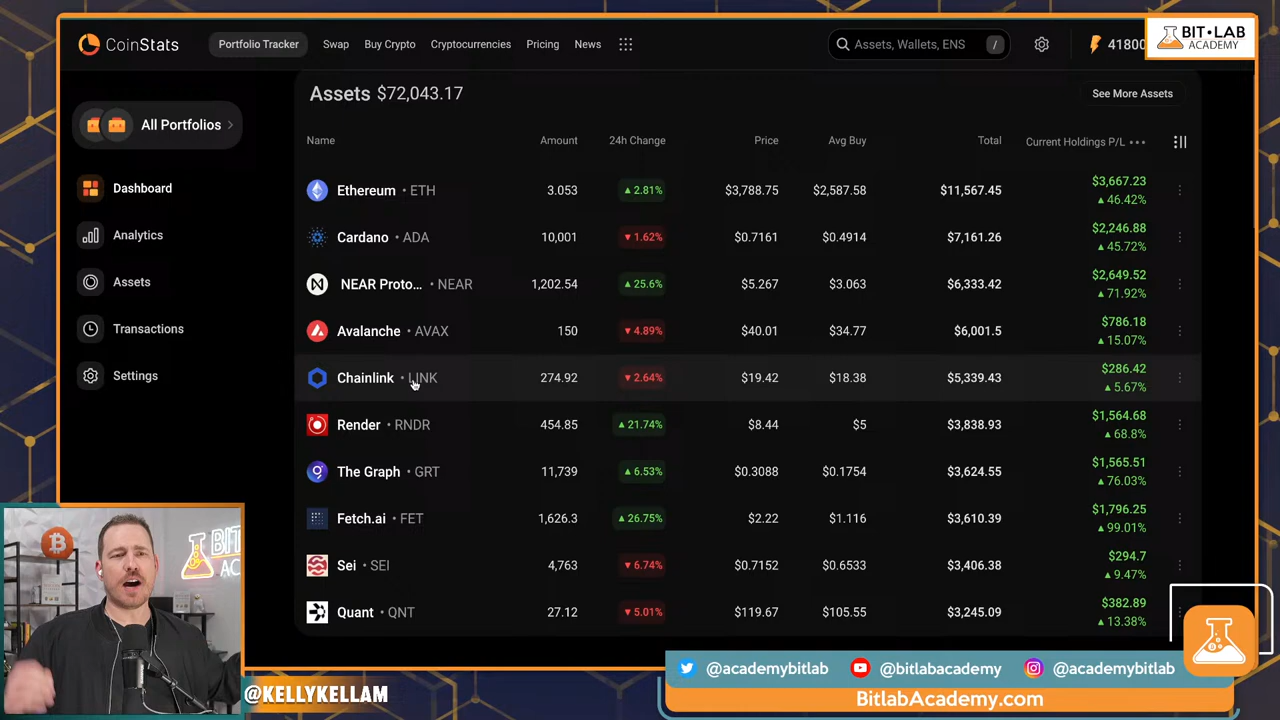 CoinStats Portfolio Tracker Swap Buy Crypto Cryptocurrencies Pricing News Assets, Wallets, ENS / 41800
BIT•LAB
ACADEMY
All Portfolios
Dashboard
Analytics
Assets
Transactions
Settings
Assets $72,043.17 See More Assets
Name Amount 24h Change Price Avg Buy Total Current Holdings P/L •••
Ethereum • ETH 3.053 ▲ 2.81% $3,788.75 $2,587.58 $11,567.45 $3,667.23
▲ 46.42%
Cardano • ADA 10,001 ▼ 1.62% $0.7161 $0.4914 $7,161.26 $2,246.88
▲ 45.72%
NEAR Proto... • NEAR 1,202.54 ▲ 25.6% $5.267 $3.063 $6,333.42 $2,649.52
▲ 71.92%
Avalanche • AVAX 150 ▼ 4.89% $40.01 $34.77 $6,001.5 $786.18
▲ 15.07%
Chainlink • LINK 274.92 ▼ 2.64% $19.42 $18.38 $5,339.43 $286.42
▲ 5.67%
Render • RNDR 454.85 ▲ 21.74% $8.44 $5 $3,838.93 $1,564.68
▲ 68.8%
The Graph • GRT 11,739 ▲ 6.53% $0.3088 $0.1754 $3,624.55 $1,565.51
▲ 76.03%
Fetch.ai • FET 1,626.3 ▲ 26.75% $2.22 $1.116 $3,610.39 $1,796.25
▲ 99.01%
Sei • SEI 4,763 ▼ 6.74% $0.7152 $0.6533 $3,406.38 $294.7
▲ 9.47%
Quant • QNT 27.12 ▼ 5.01% $119.67 $105.55 $3,245.09 $382.89
▲ 13.38%
@KELLYKELLAM
@academybitlab @bitlabacademy @academybitlab
BitlabAcademy.com